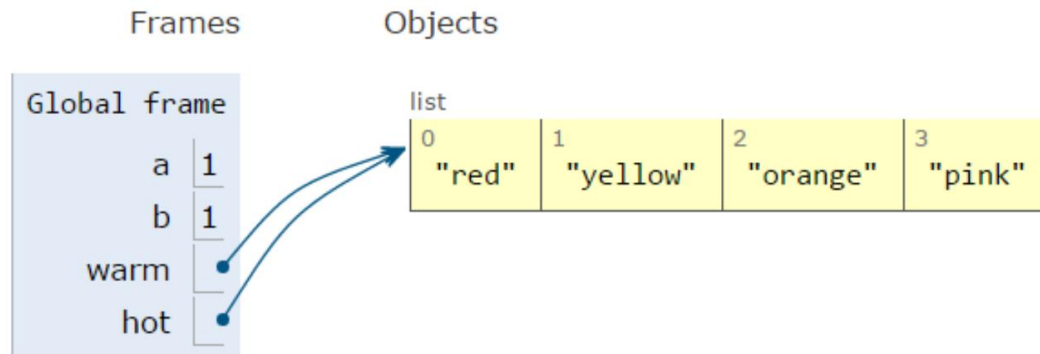 Frames Objects
Global frame
list
0 1 2 3
a 1
"red" "yellow" "orange" "pink"
b 1
warm
hot